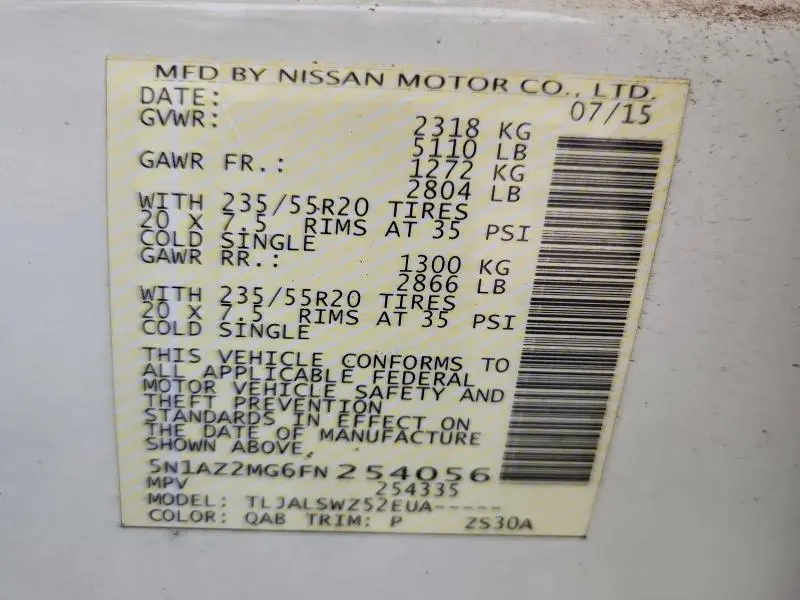 MFD BY NISSAN MOTOR CO., LTD.
DATE: 07/15
GVWR: 2318 KG
5110 LB
GAWR FR.: 1272 KG
2804 LB
WITH 235/55R20 TIRES
20 X 7.5 RIMS AT 35 PSI
COLD SINGLE
GAWR RR.: 1300 KG
2866 LB
WITH 235/55R20 TIRES
20 X 7.5 RIMS AT 35 PSI
COLD SINGLE
THIS VEHICLE CONFORMS TO
ALL APPLICABLE FEDERAL
MOTOR VEHICLE SAFETY AND
THEFT PREVENTION
STANDARDS IN EFFECT ON
THE DATE OF MANUFACTURE
SHOWN ABOVE.
5N1AZ2MG6FN254056
MPV 254335
MODEL: TLJALSWZ52EUA-----
COLOR: QAB TRIM: P ZS30A